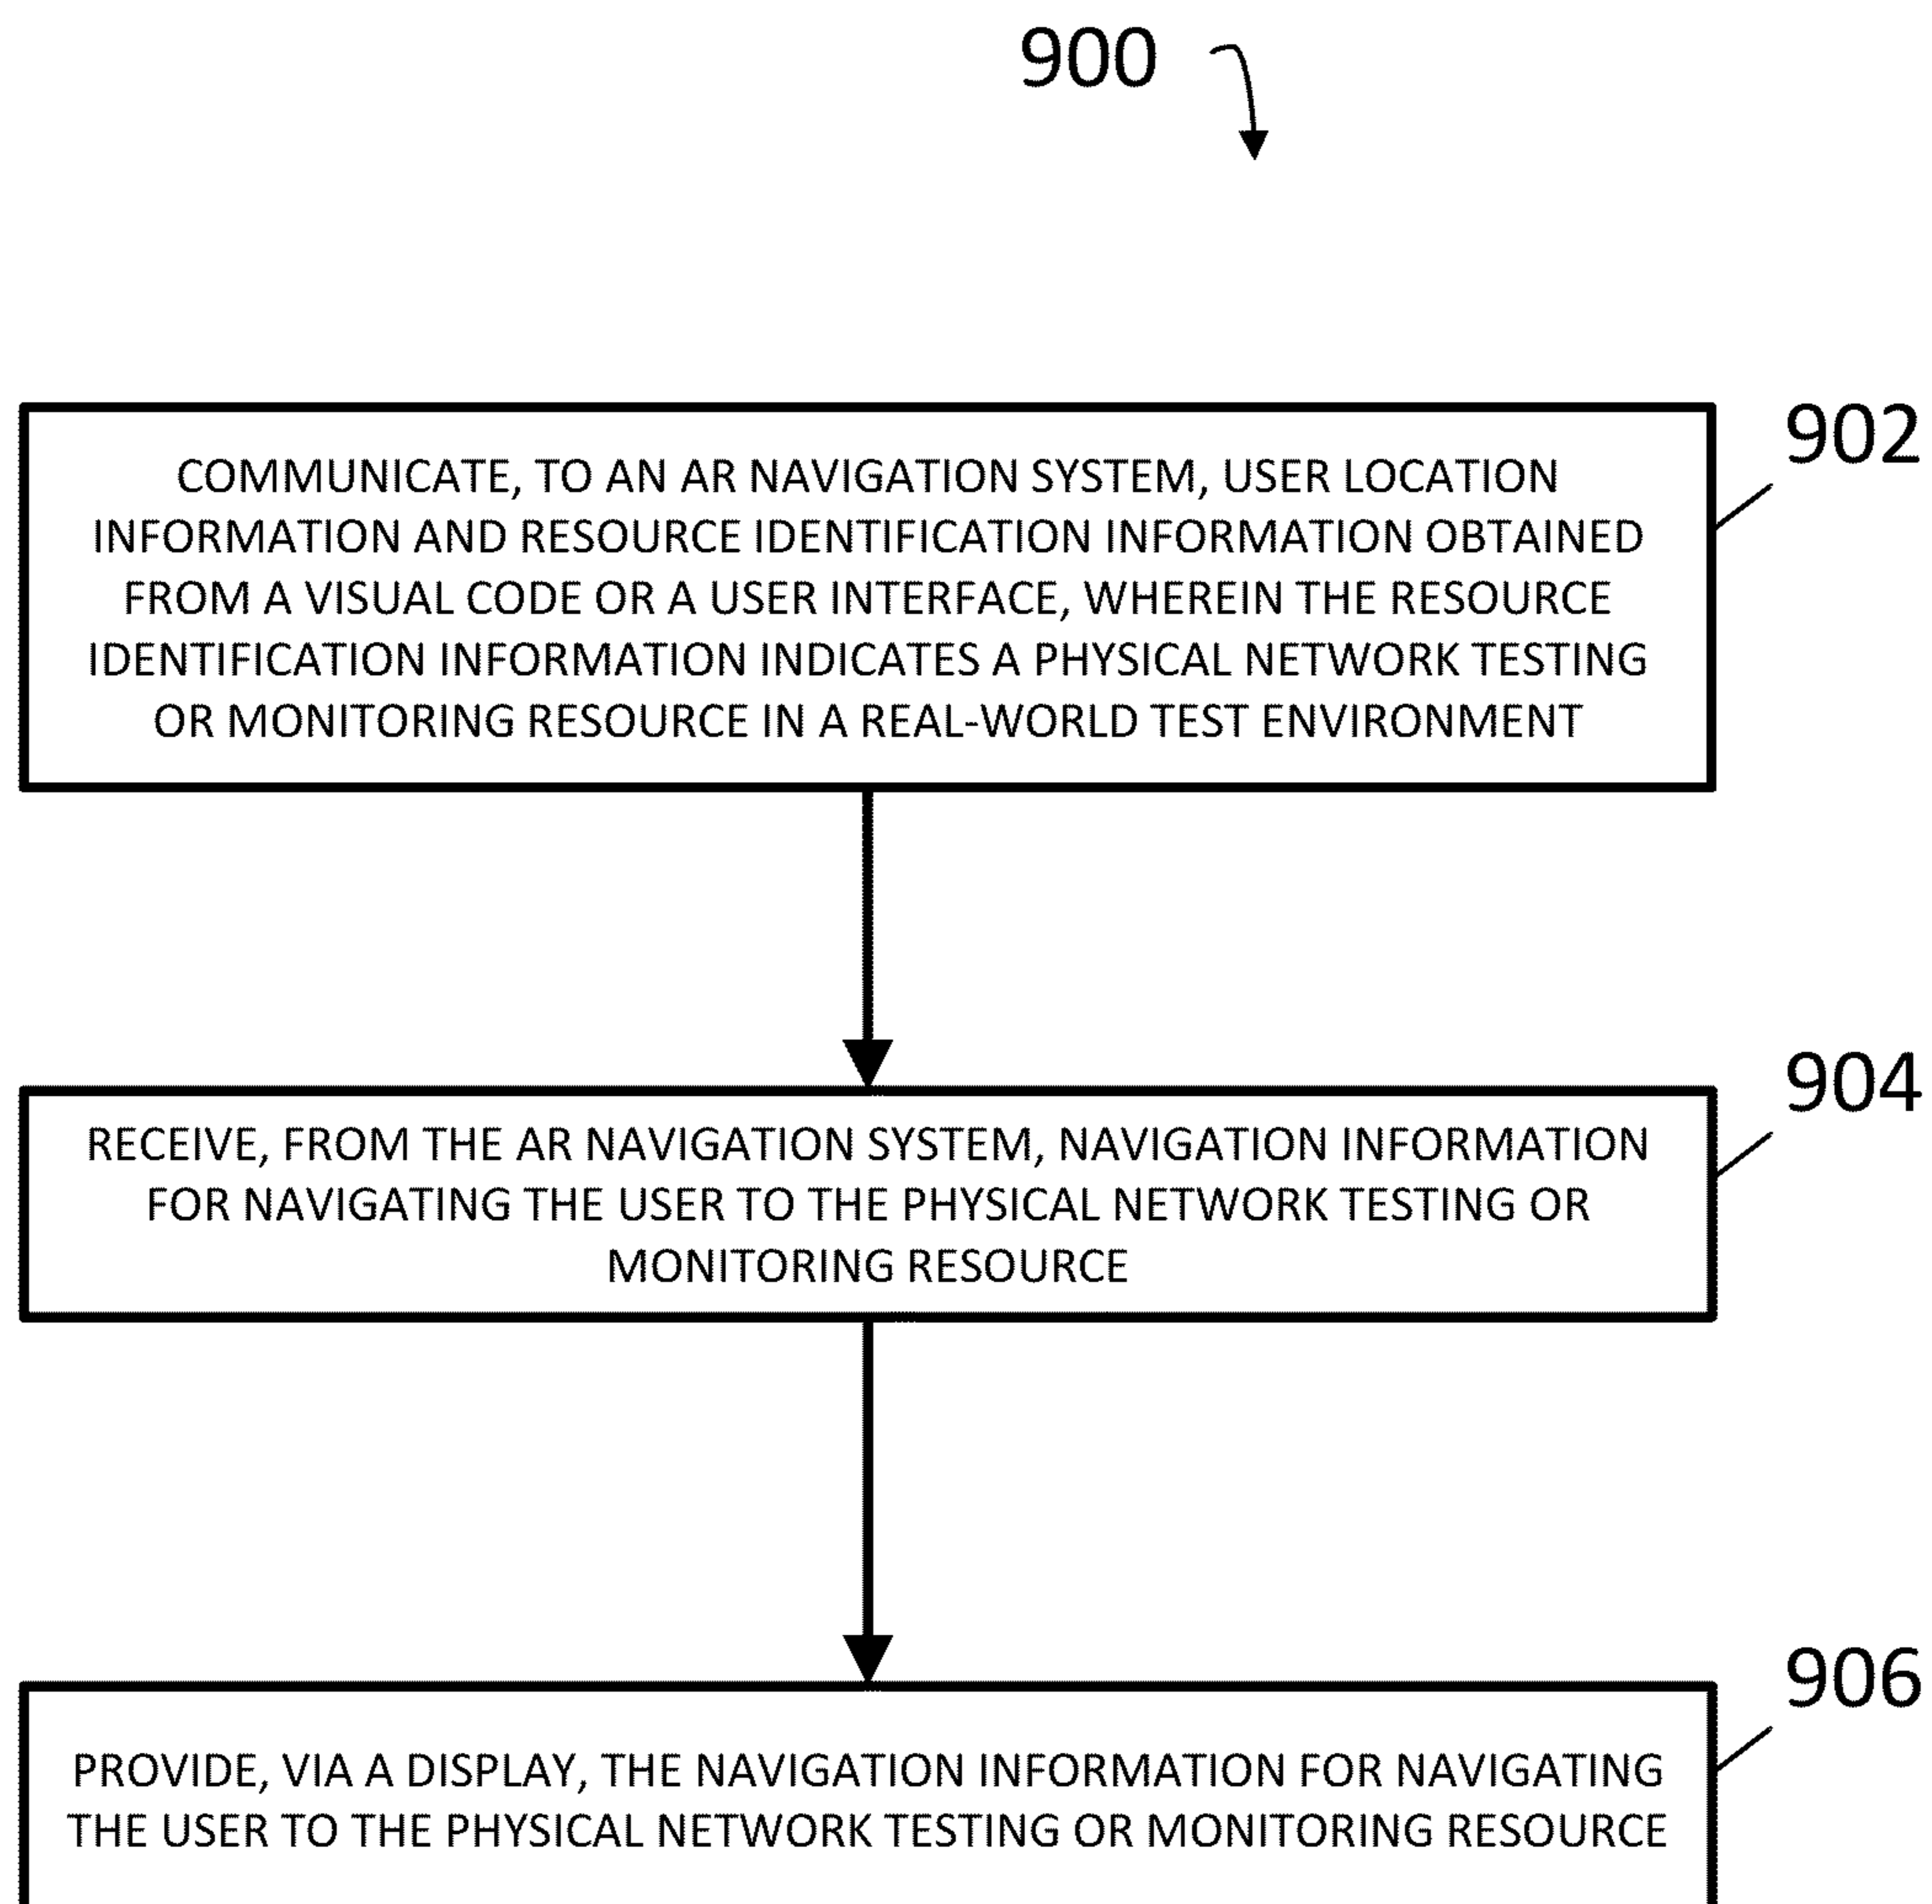 900
902
COMMUNICATE, TO AN AR NAVIGATION SYSTEM, USER LOCATION
INFORMATION AND RESOURCE IDENTIFICATION INFORMATION OBTAINED
FROM A VISUAL CODE OR A USER INTERFACE, WHEREIN THE RESOURCE
IDENTIFICATION INFORMATION INDICATES A PHYSICAL NETWORK TESTING
OR MONITORING RESOURCE IN A REAL-WORLD TEST ENVIRONMENT
904
RECEIVE, FROM THE AR NAVIGATION SYSTEM, NAVIGATION INFORMATION
FOR NAVIGATING THE USER TO THE PHYSICAL NETWORK TESTING OR
MONITORING RESOURCE
906
PROVIDE, VIA A DISPLAY, THE NAVIGATION INFORMATION FOR NAVIGATING
THE USER TO THE PHYSICAL NETWORK TESTING OR MONITORING RESOURCE